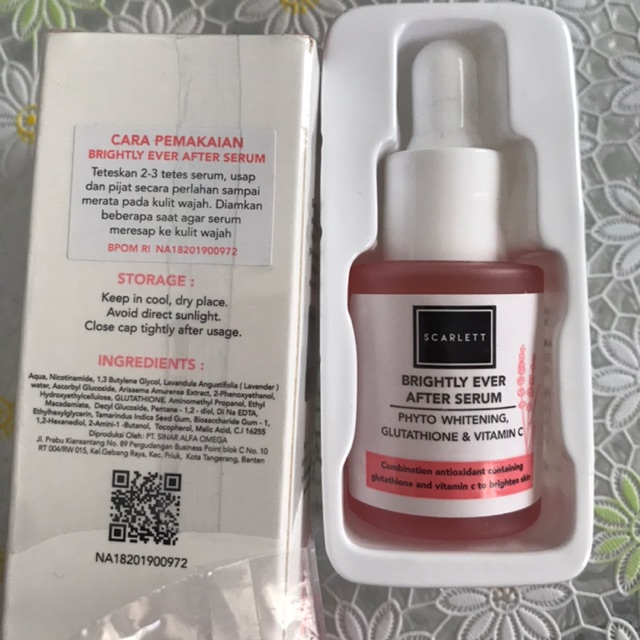 CARA PEMAKAIAN
BRIGHTLY EVER AFTER SERUM
Teteskan 2-3 tetes serum, usap
dan pijat secara perlahan sampai
merata pada kulit wajah. Diamkan
beberapa saat agar serum
meresap ke kulit wajah
BPOM RI NA18201900972
STORAGE :
Keep in cool, dry place.
Avoid direct sunlight.
Close cap tightly after usage.
INGREDIENTS :
Aqua, Nicotinamide, 1,3 Butylene Glycol, Lavandula Angustifolia ( Lavender )
water, Ascorbyl Glucoside, Arisaema Amurense Extract, 2-Phenoxyethanol,
Hydroxyethylcellulose, GLUTATHIONE, Aminomethyl Propanol, Ethyl
Macadamiate, Decyl Glucoside, Pentane - 1,2 - diol, Di Na EDTA,
Ethylhexylglycerin, Tamarindus Indica Seed Gum, Biosaccharide Gum - 1,
1,2-Hexanediol, 2-Amini-1 -Butanol, Tocopherol, Malic Acid, C.I 16255
Diproduksi Oleh: PT. SINAR ALFA OMEGA
Jl. Prabu Kiansantang No. 89 Pergudangan Business Point blok C No. 10
RT 004/RW 015, Kel.Gebang Raya, Kec. Priuk, Kota Tangerang, Banten
NA18201900972
SCARLETT
BRIGHTLY EVER
AFTER SERUM
PHYTO WHITENING,
GLUTATHIONE & VITAMIN C
Combination antioxidant containing
glutathione and vitamin c to brighten skin